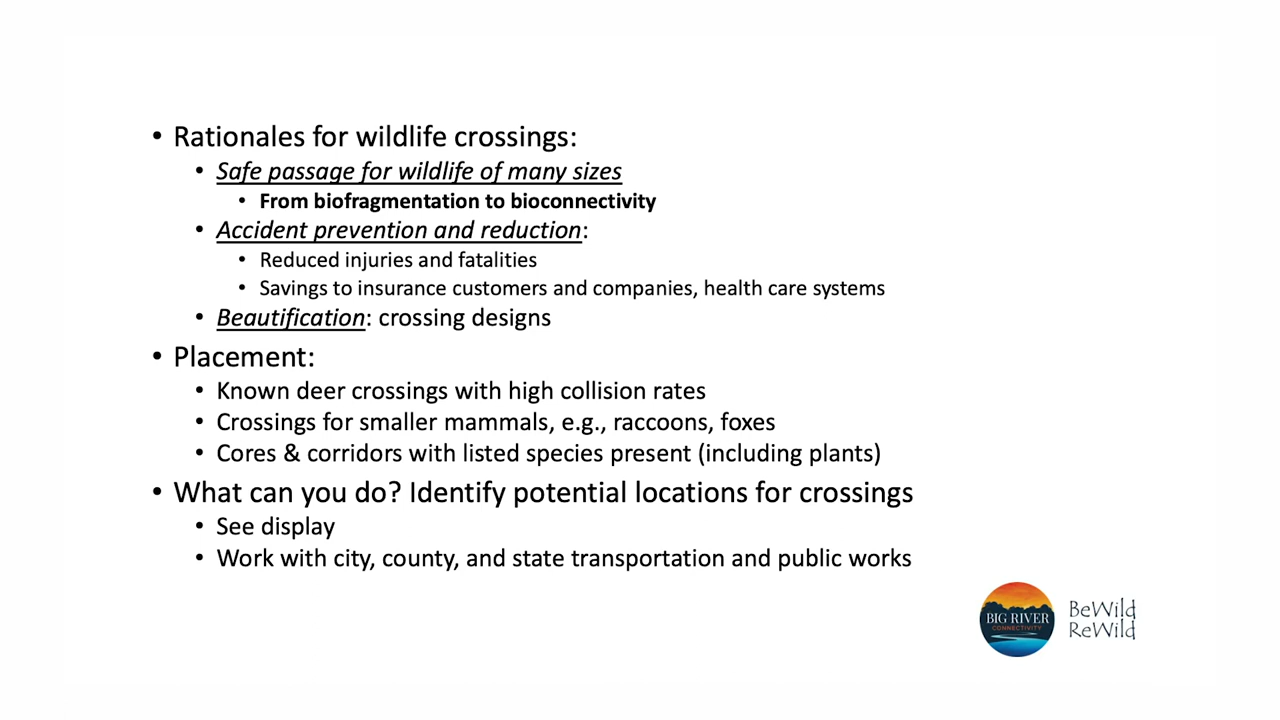 • Rationales for wildlife crossings:
• Safe passage for wildlife of many sizes
• From biofragmentation to bioconnectivity
• Accident prevention and reduction:
• Reduced injuries and fatalities
• Savings to insurance customers and companies, health care systems
• Beautification: crossing designs
• Placement:
• Known deer crossings with high collision rates
• Crossings for smaller mammals, e.g., raccoons, foxes
• Cores & corridors with listed species present (including plants)
• What can you do? Identify potential locations for crossings
• See display
• Work with city, county, and state transportation and public works
BIG RIVER
CONNECTIVITY
BeWild
ReWild